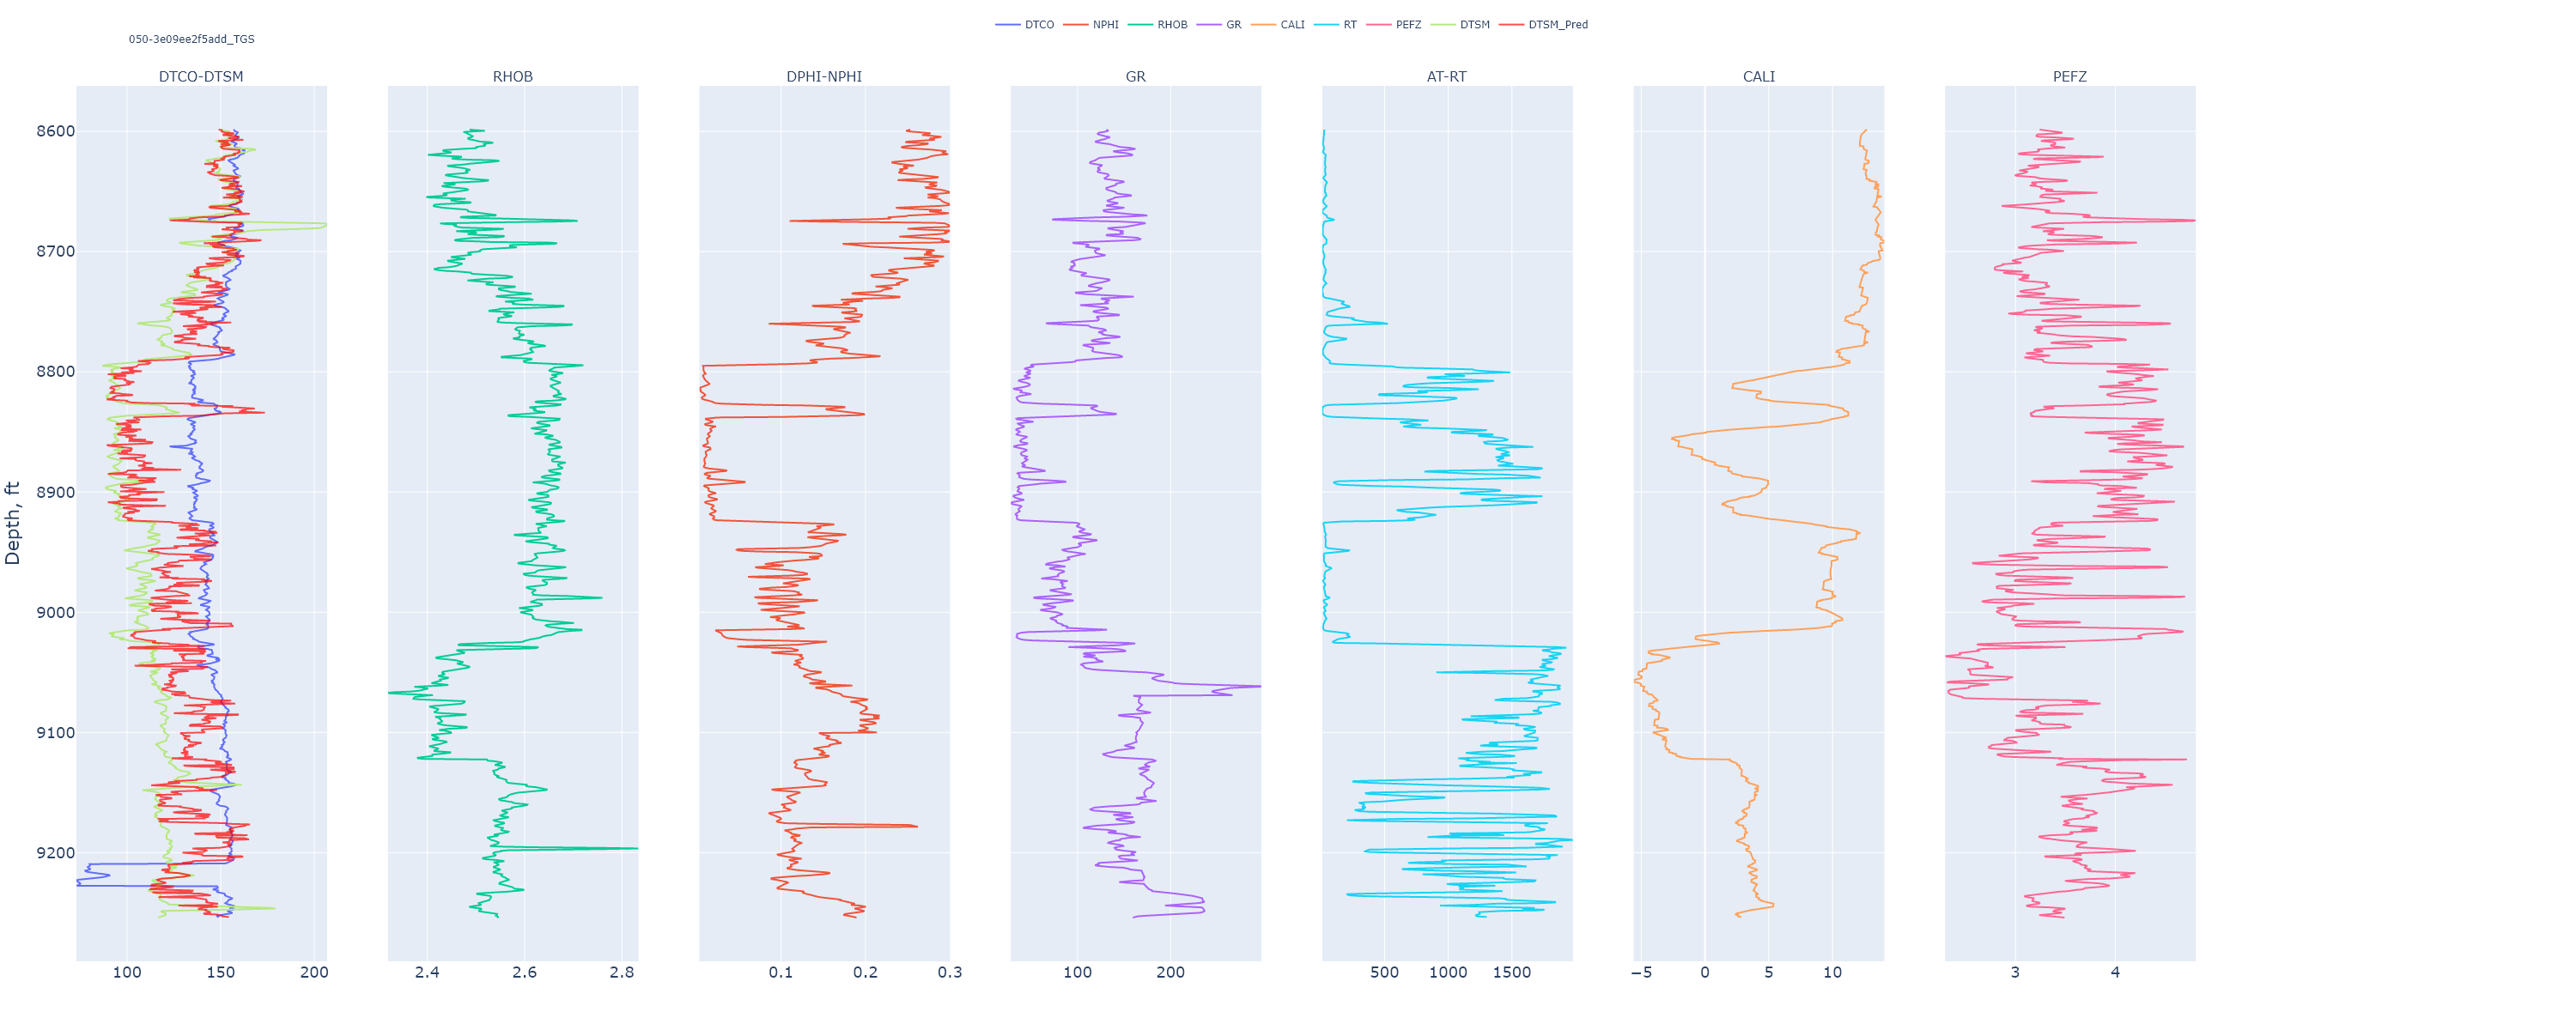 DTCO NPHI RHOB GR CALI RT PEFZ DTSM DTSM_Pred
050-3e09ee2f5add_TGS
DTCO-DTSM RHOB DPHI-NPHI GR AT-RT CALI PEFZ
8600
8700
8800
8900
9000
9100
9200
Depth, ft
100 150 200 2.4 2.6 2.8 0.1 0.2 0.3 100 200 500 1000 1500 −5 0 5 10 3 4